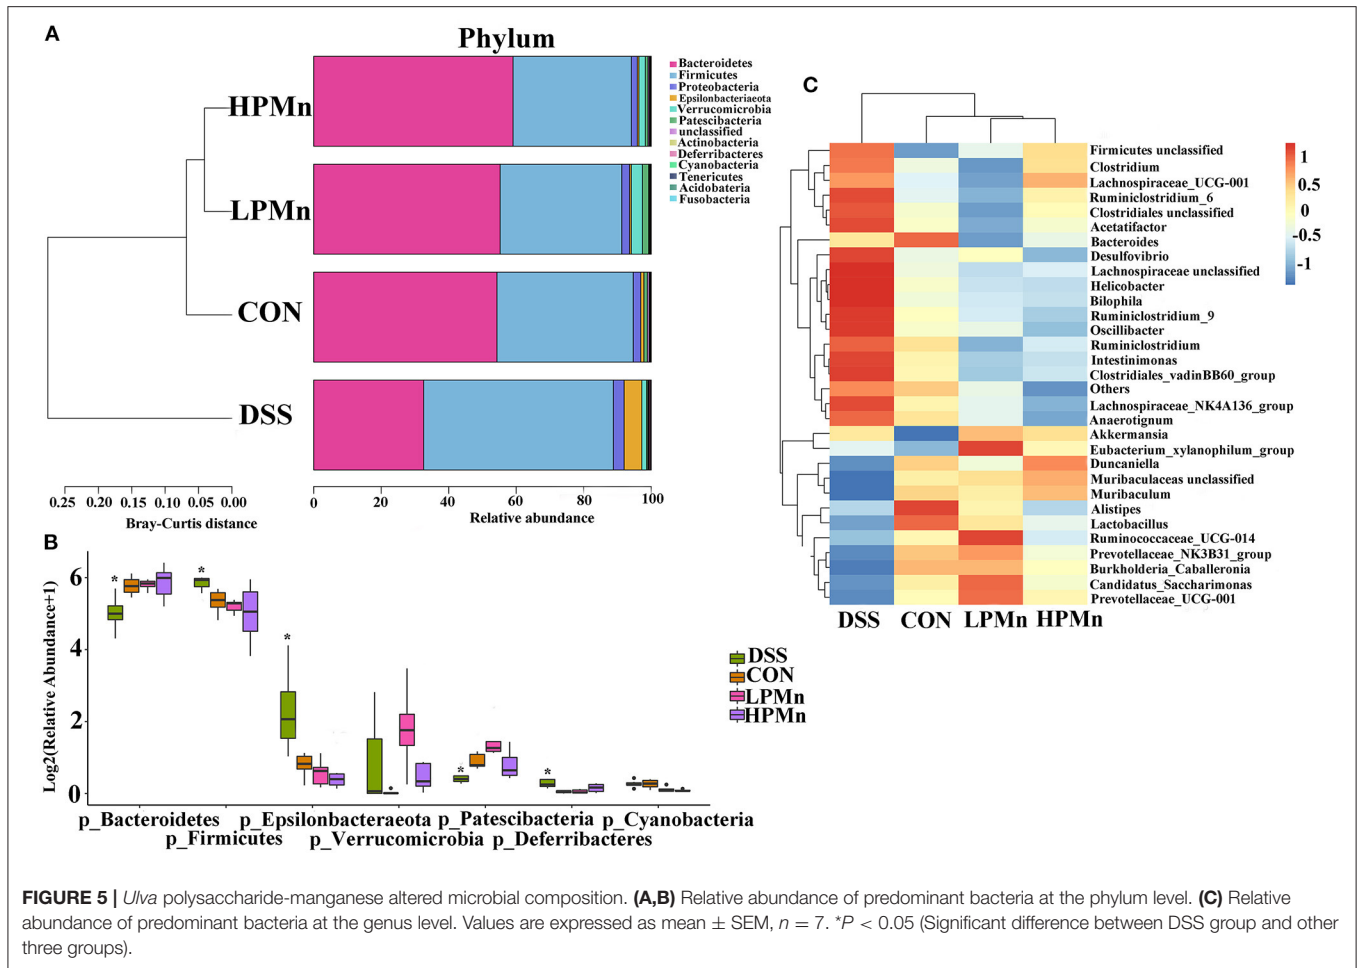 A
Phylum
HPMn
LPMn
CON
DSS
Bacteroidetes
Firmicutes
Proteobacteria
Epsilonbacteriaeota
Verrucomicrobia
Patescibacteria
unclassified
Actinobacteria
Deferribacteres
Cyanobacteria
Tenericutes
Acidobateria
Fusobacteria
0.25 0.20 0.15 0.10 0.05 0.00
Bray-Curtis distance
0 20 40 60 80 100
Relative abundance
B
Log2(Relative Abundance+1)
6
4
2
0
* * * * *
p_Bacteroidetes p_Epsilonbacteraeota p_Patescibacteria p_Cyanobacteria
p_Firmicutes p_Verrucomicrobia p_Deferribacteres
DSS
CON
LPMn
HPMn
C
Firmicutes unclassified
Clostridium
Lachnospiraceae_UCG-001
Ruminiclostridium_6
Clostridiales unclassified
Acetatifactor
Bacteroides
Desulfovibrio
Lachnospiraceae unclassified
Helicobacter
Bilophila
Ruminiclostridium_9
Oscillibacter
Ruminiclostridium
Intestinimonas
Clostridiales_vadinBB60_group
Others
Lachnospiraceae_NK4A136_group
Anaerotignum
Akkermansia
Eubacterium_xylanophilum_group
Duncaniella
Muribaculaceae unclassified
Muribaculum
Alistipes
Lactobacillus
Ruminococcaceae_UCG-014
Prevotellaceae_NK3B31_group
Burkholderia_Caballeronia
Candidatus_Saccharimonas
Prevotellaceae_UCG-001
DSS CON LPMn HPMn
1
0.5
0
-0.5
-1
FIGURE 5 | Ulva polysaccharide-manganese altered microbial composition. (A,B) Relative abundance of predominant bacteria at the phylum level. (C) Relative
abundance of predominant bacteria at the genus level. Values are expressed as mean ± SEM, n = 7. *P < 0.05 (Significant difference between DSS group and other
three groups).